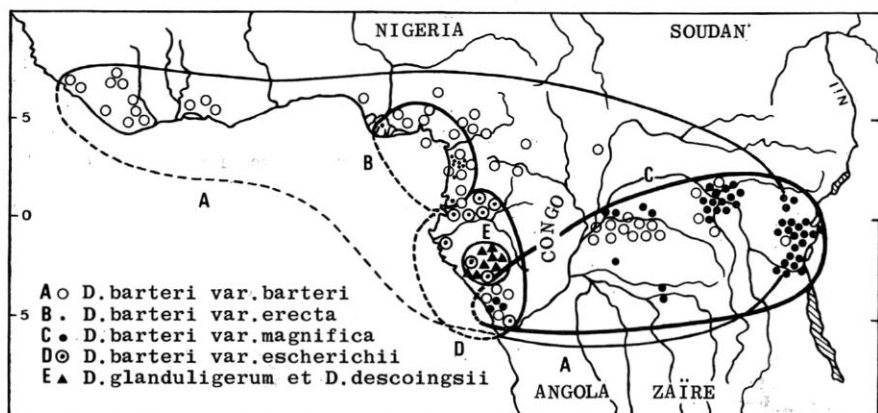 NIGERIA SOUDAN
NIL
5 5
B C
A
0 0
E CONGO
A ○ D.barteri var.barteri
B . D.barteri var.erecta
C ● D.barteri var.magnifica
5 5
D ⊙ D.barteri var.escherichii D A
E ▲ D.glanduligerum et D.descoingsii ANGOLA ZAÏRE